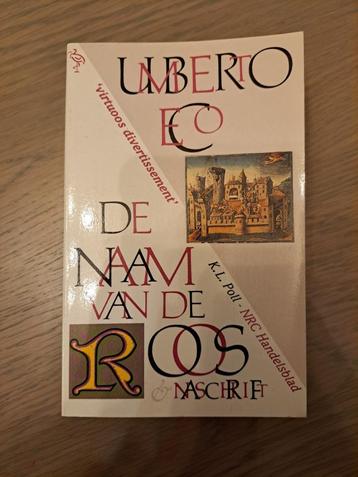 UMBERTO
ECO
'virtuoos divertissement'
DE
NAAM
VAN DE
ROOS
& NASCHRIFT
K.L. Poll - NRC Handelsblad